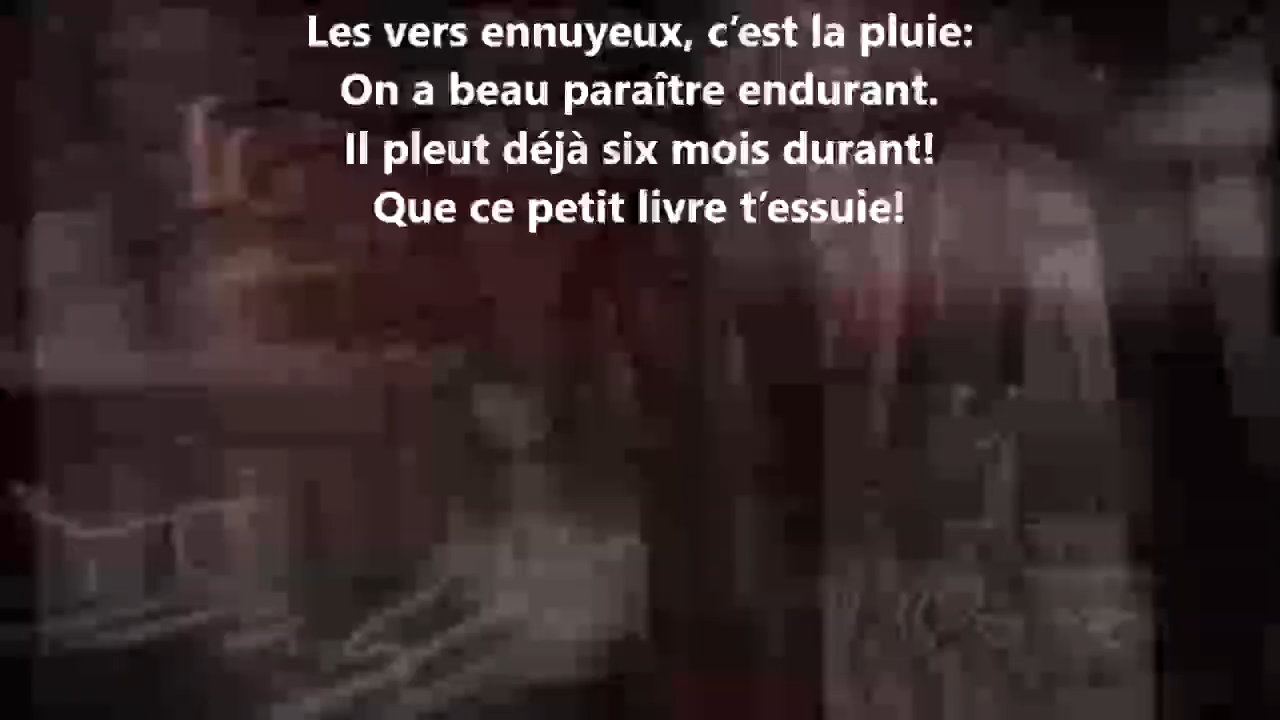 Les vers ennuyeux, c’est la pluie:
On a beau paraître endurant.
Il pleut déjà six mois durant!
Que ce petit livre t’essuie!